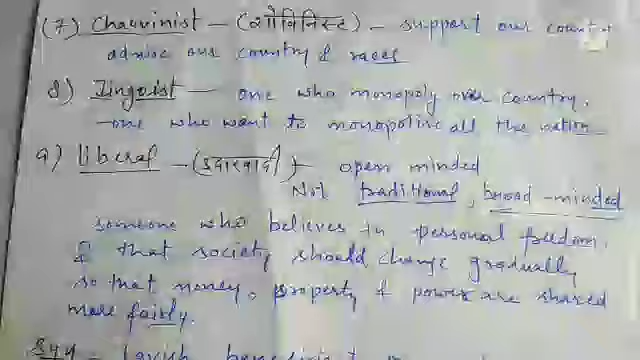 (7) Chauvinist - (शोविनिस्ट) - support our country
admire our country & races
8) Jingoist - one who monopoly over country.
- one who want to monopolise all the nation
9) liberal - (उदारवादी) - open minded
Not traditional, broad-minded
someone who believes in personal freedom.
& that society should change gradually
so that money, property & power are shared
more fairly.
- Lavish